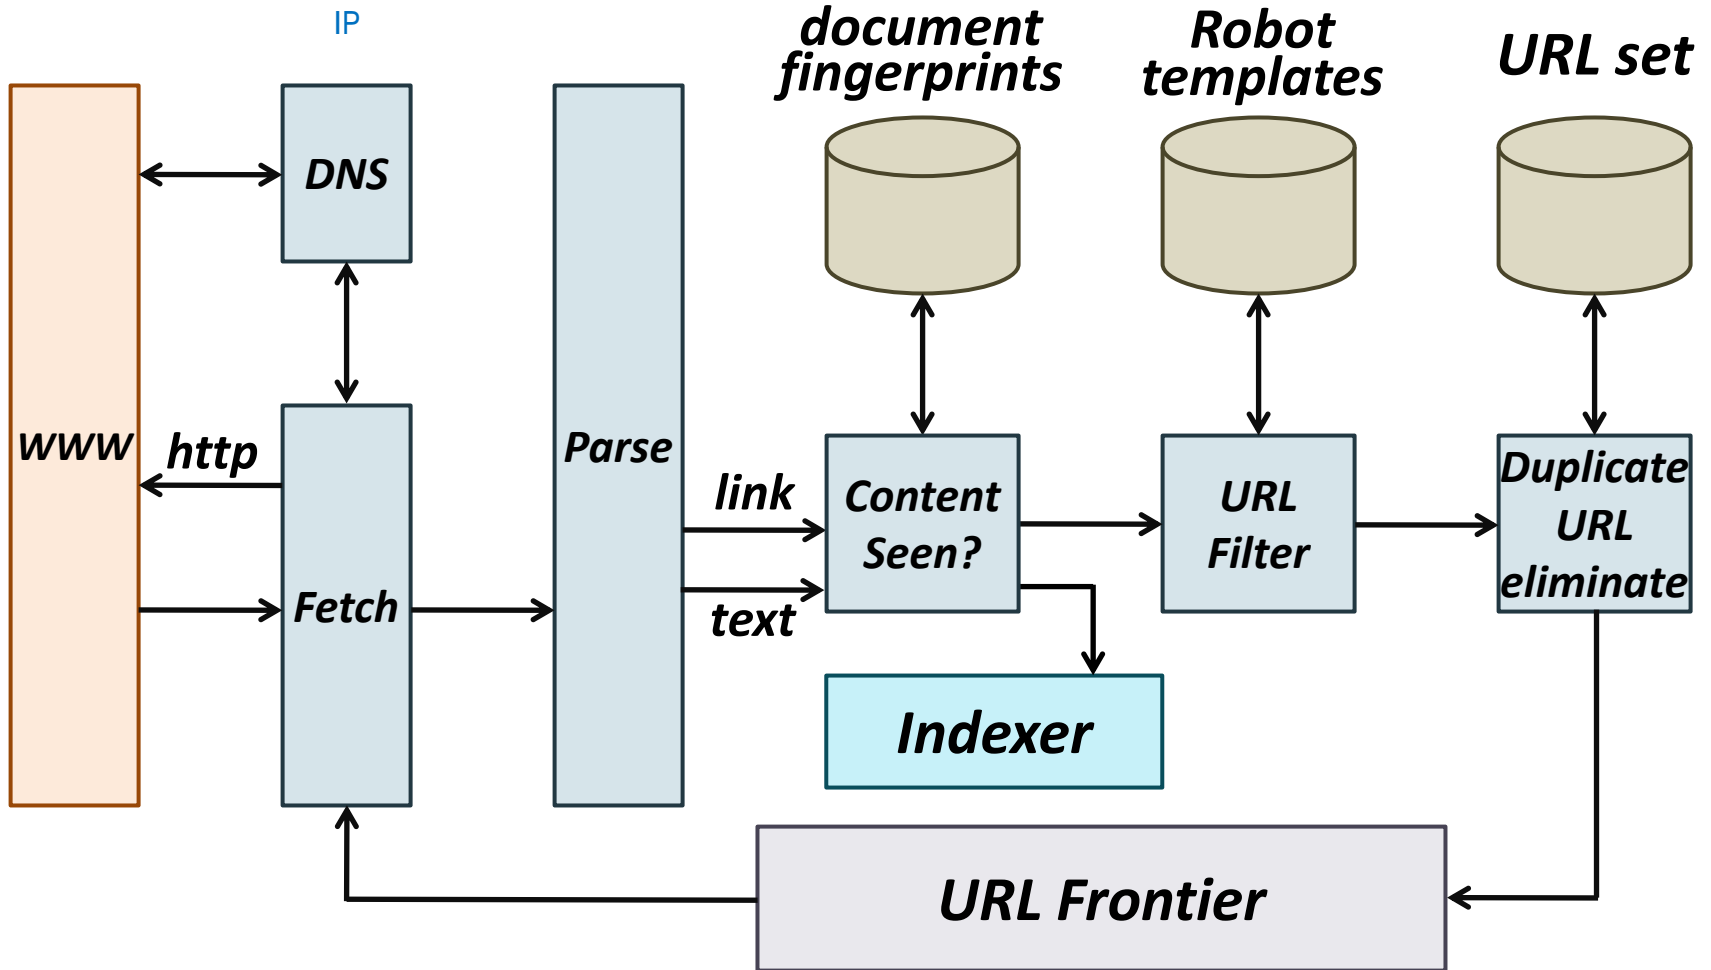 IP
document
fingerprints
Robot
templates
URL set
DNS
WWW
http
Fetch
Parse
link
text
Content
Seen?
URL
Filter
Duplicate
URL
eliminate
Indexer
URL Frontier